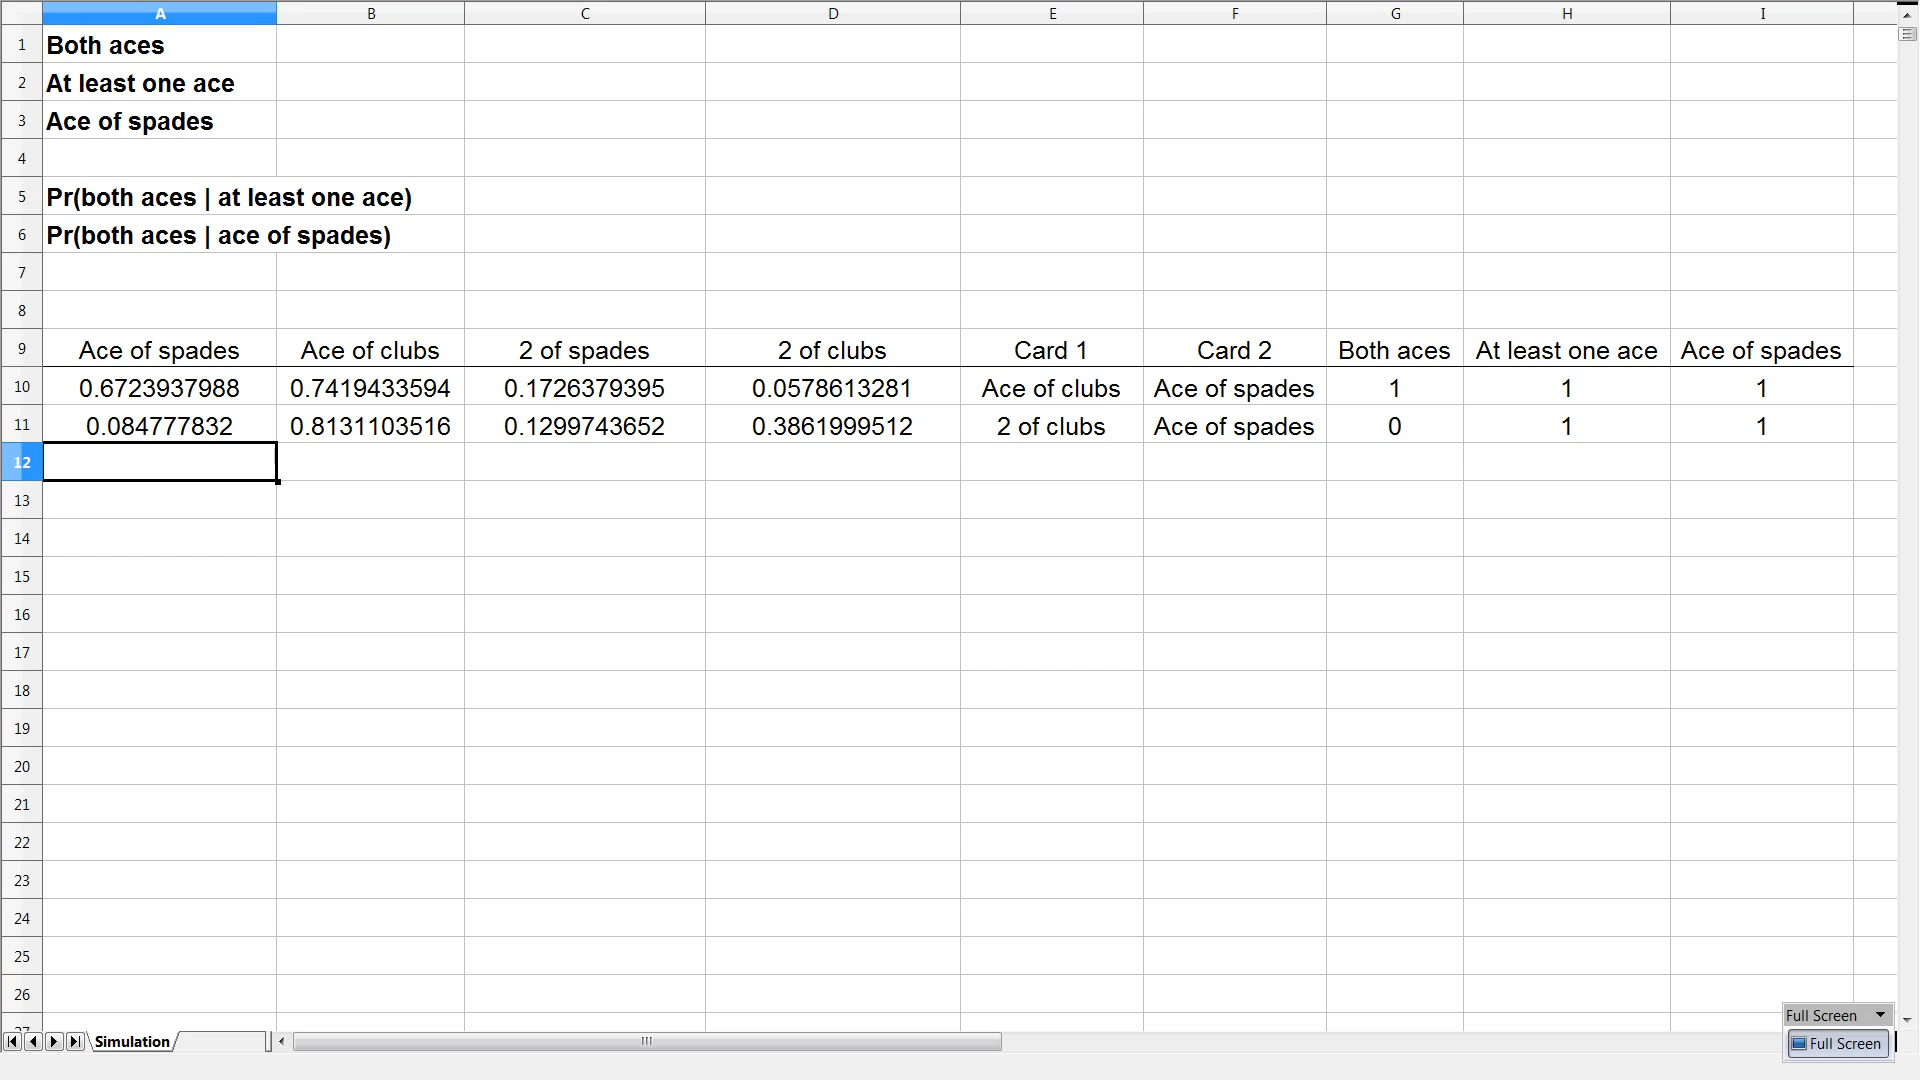 A B C D E F G H I
1 Both aces
2 At least one ace
3 Ace of spades
4
5 Pr(both aces | at least one ace)
6 Pr(both aces | ace of spades)
7
8
9 Ace of spades Ace of clubs 2 of spades 2 of clubs Card 1 Card 2 Both aces At least one ace Ace of spades
10 0.6723937988 0.7419433594 0.1726379395 0.0578613281 Ace of clubs Ace of spades 1 1 1
11 0.084777832 0.8131103516 0.1299743652 0.3861999512 2 of clubs Ace of spades 0 1 1
12
13
14
15
16
17
18
19
20
21
22
23
24
25
26
27
Full Screen
Simulation
Full Screen